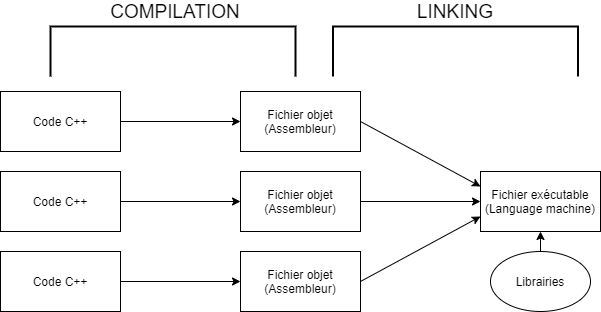 COMPILATION
LINKING
Code C++
Fichier objet
(Assembleur)
Code C++
Fichier objet
(Assembleur)
Fichier exécutable
(Language machine)
Code C++
Fichier objet
(Assembleur)
Librairies